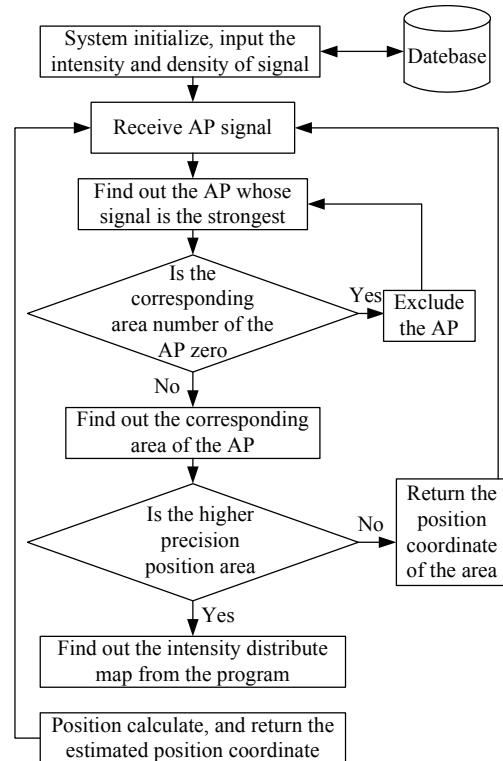 System initialize, input the
intensity and density of signal
Datebase
Receive AP signal
Find out the AP whose
signal is the strongest
Is the
corresponding
area number of the
AP zero
Yes
Exclude
the AP
No
Find out the corresponding
area of the AP
Is the higher
precision
position area
No
Return the
position
coordinate
of the area
Yes
Find out the intensity distribute
map from the program
Position calculate, and return the
estimated position coordinate